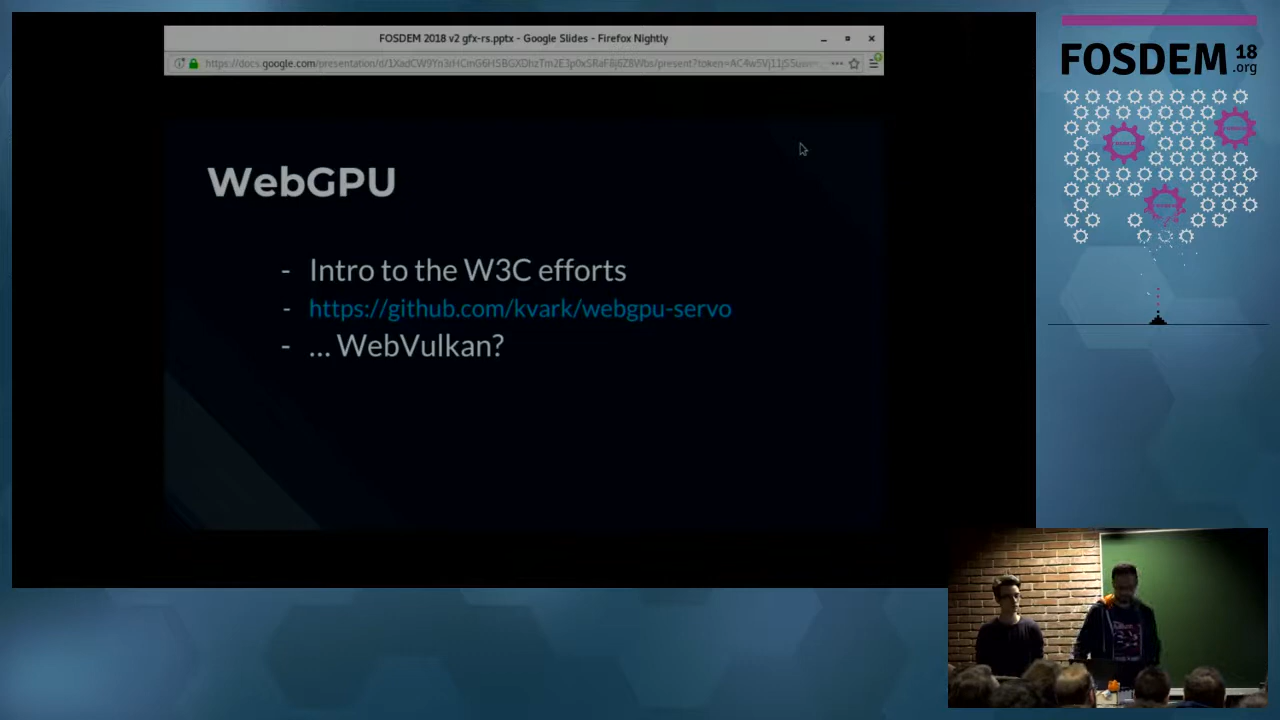 FOSDEM 2018 v2 gfx-rs.pptx - Google Slides - Firefox Nightly
WebGPU
- Intro to the W3C efforts
- https://github.com/kvark/webgpu-servo
- ... WebVulkan?
FOSDEM 18
.org